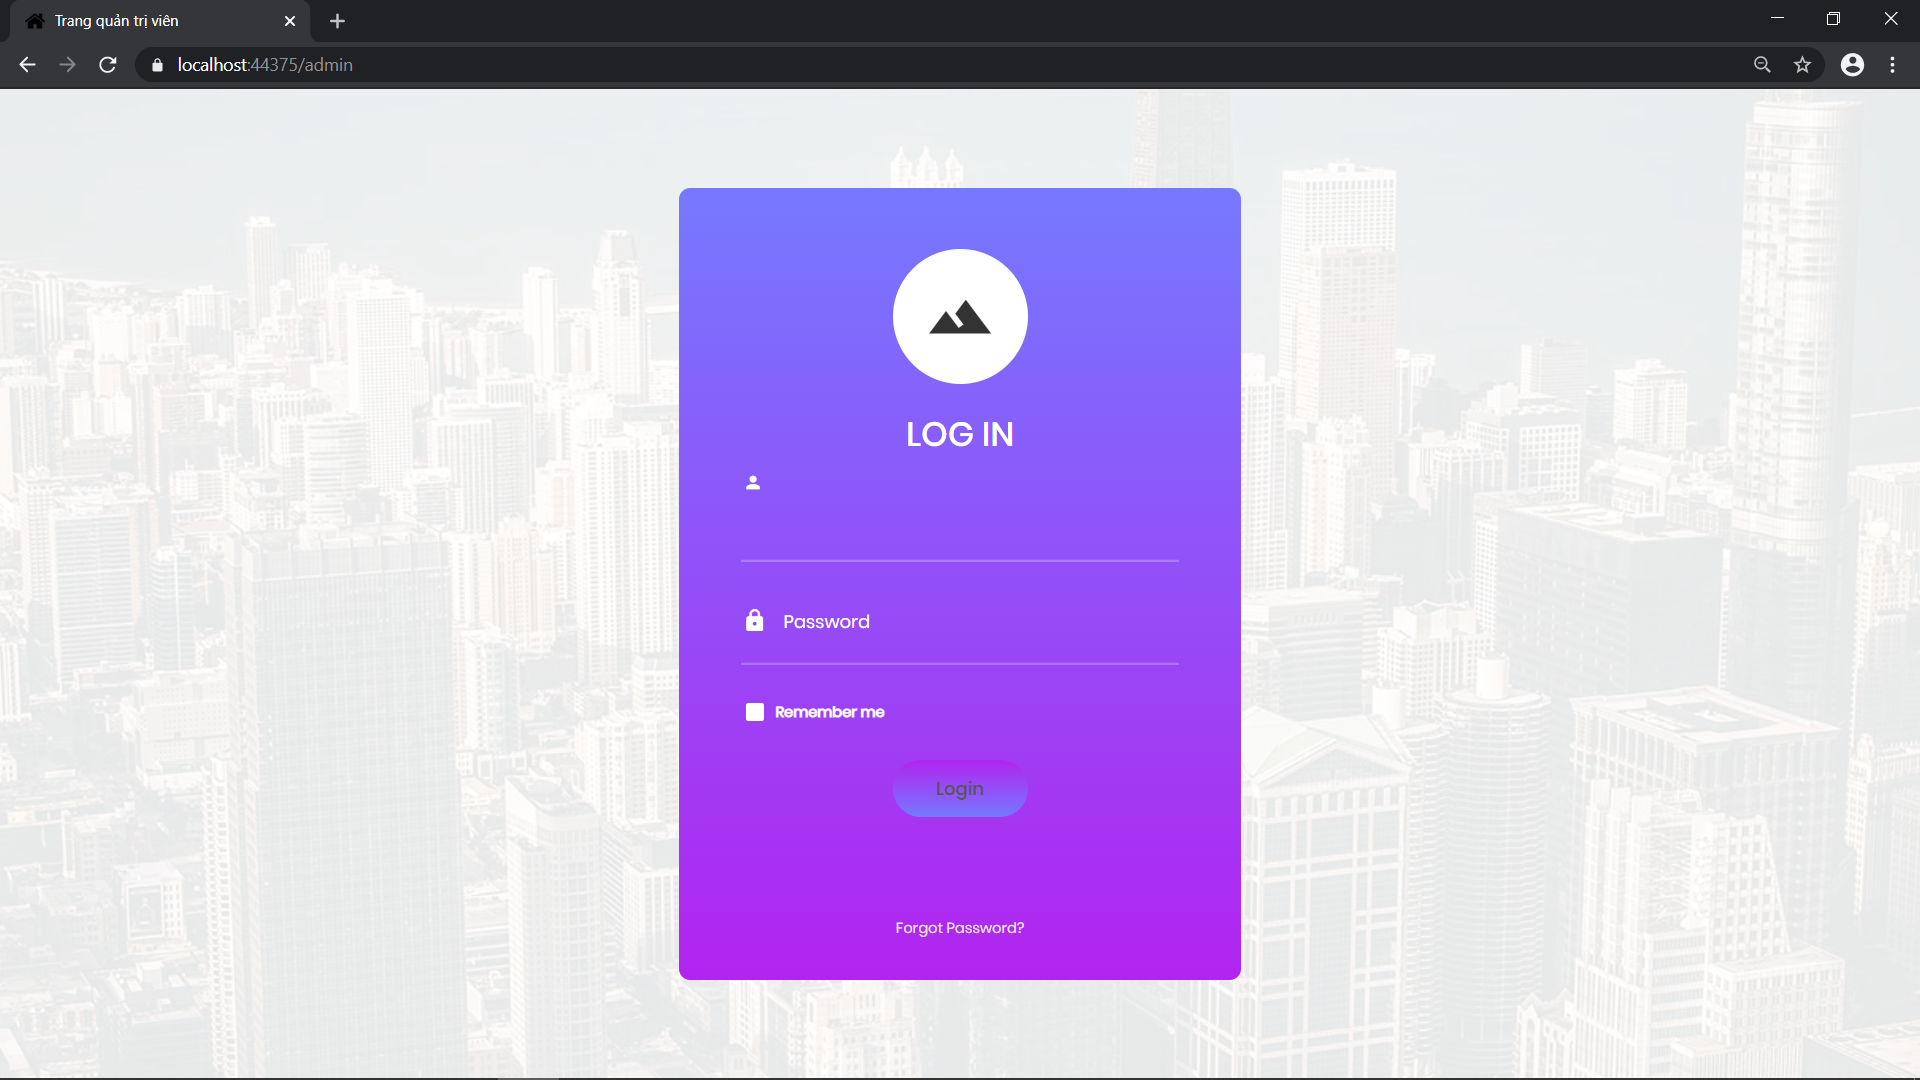 Trang quản trị viên
localhost:44375/admin
LOG IN
Password
Remember me
Login
Forgot Password?